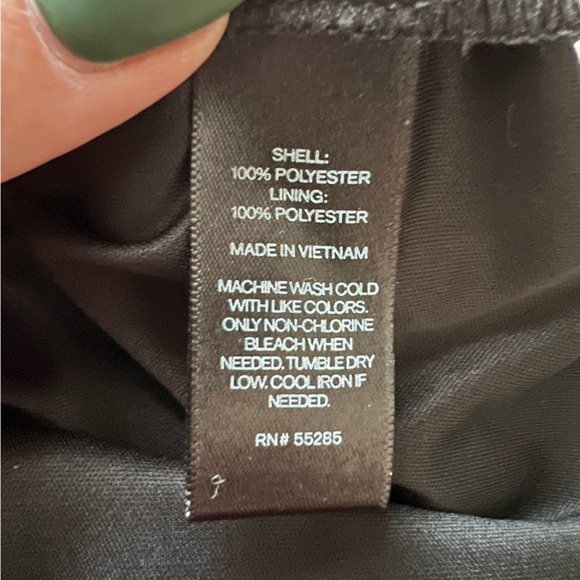 SHELL:
100% POLYESTER
LINING:
100% POLYESTER
MADE IN VIETNAM
MACHINE WASH COLD
WITH LIKE COLORS.
ONLY NON-CHLORINE
BLEACH WHEN
NEEDED. TUMBLE DRY
LOW. COOL IRON IF
NEEDED.
RN# 55285